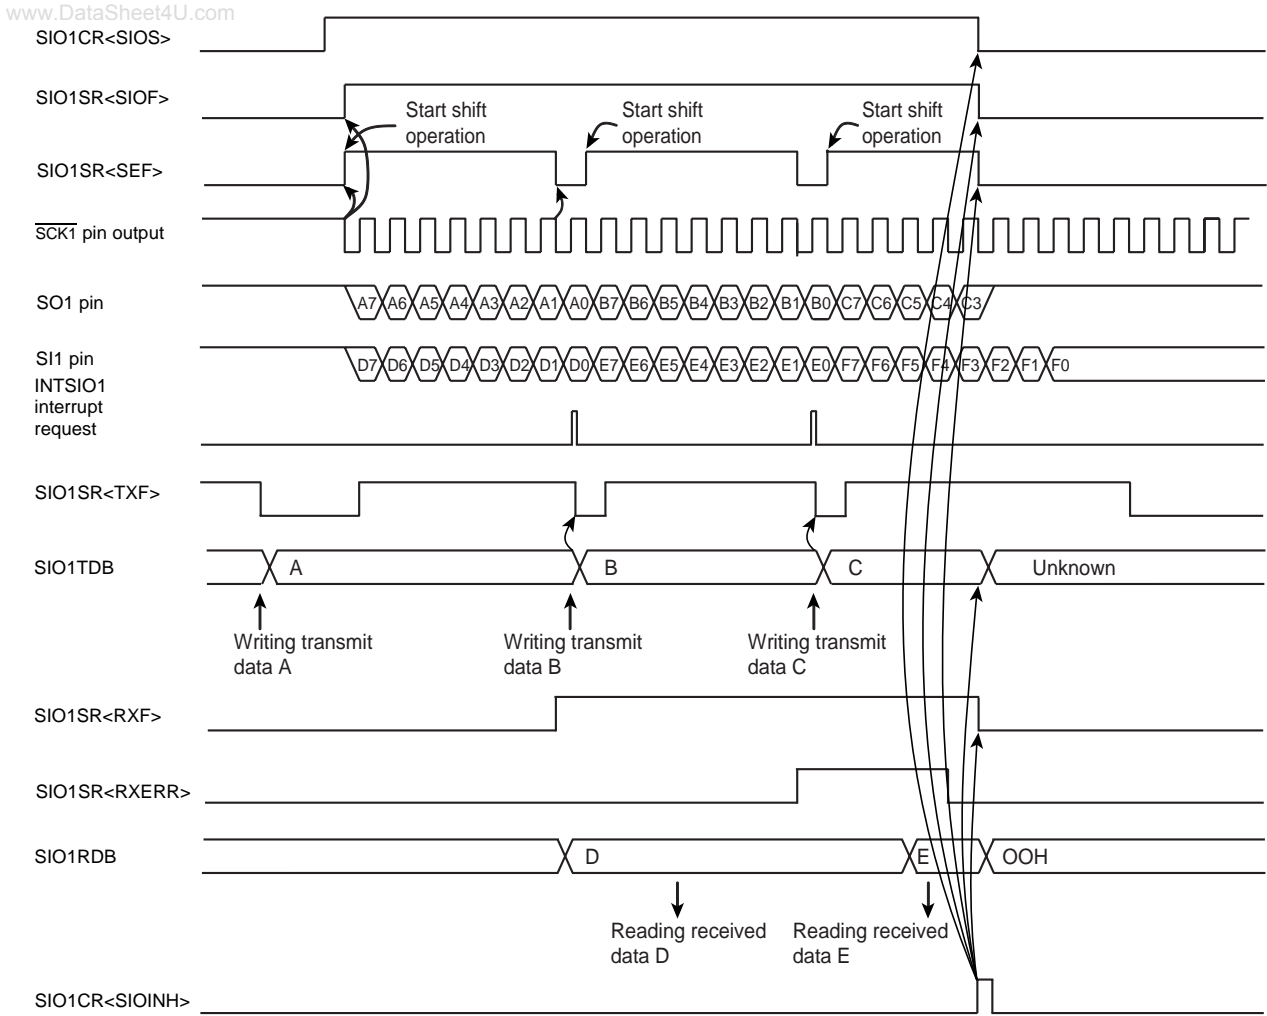 www.DataSheet4U.com
SIO1CR<SIOS>
SIO1SR<SIOF>
Start shift
operation
Start shift
operation
Start shift
operation
SIO1SR<SEF>
SCK1 pin output
SO1 pin
A7 A6 A5 A4 A3 A2 A1 A0 B7 B6 B5 B4 B3 B2 B1 B0 C7 C6 C5 C4 C3
SI1 pin
D7 D6 D5 D4 D3 D2 D1 D0 E7 E6 E5 E4 E3 E2 E1 E0 F7 F6 F5 F4 F3 F2 F1 F0
INTSIO1
interrupt
request
SIO1SR<TXF>
SIO1TDB
A B C Unknown
Writing transmit
data A
Writing transmit
data B
Writing transmit
data C
SIO1SR<RXF>
SIO1SR<RXERR>
SIO1RDB
D E OOH
Reading received
data D
Reading received
data E
SIO1CR<SIOINH>